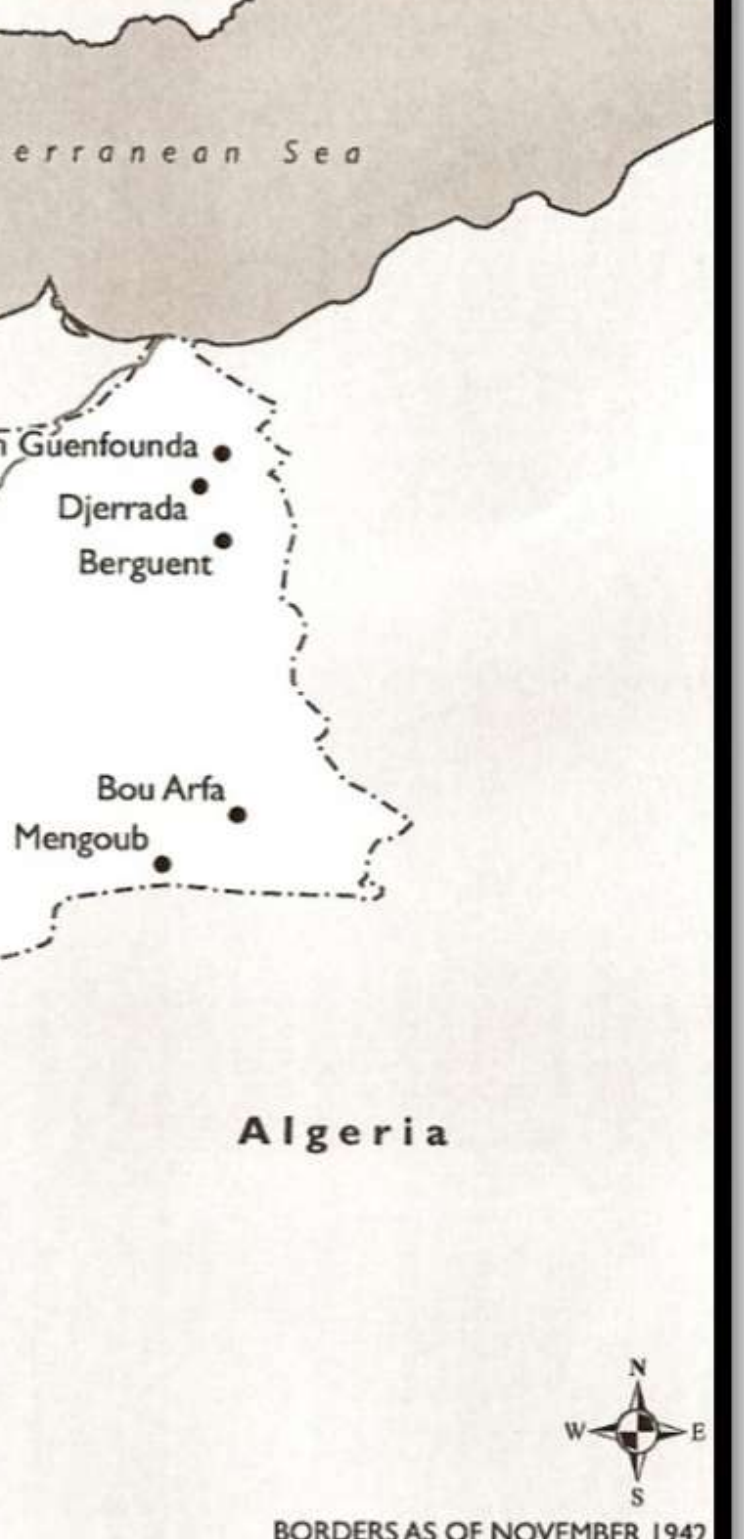 erranean Sea
n Guenfounda
Djerrada
Berguent
Bou Arfa
Mengoub
Algeria
N
W E
S
BORDERS AS OF NOVEMBER 1942